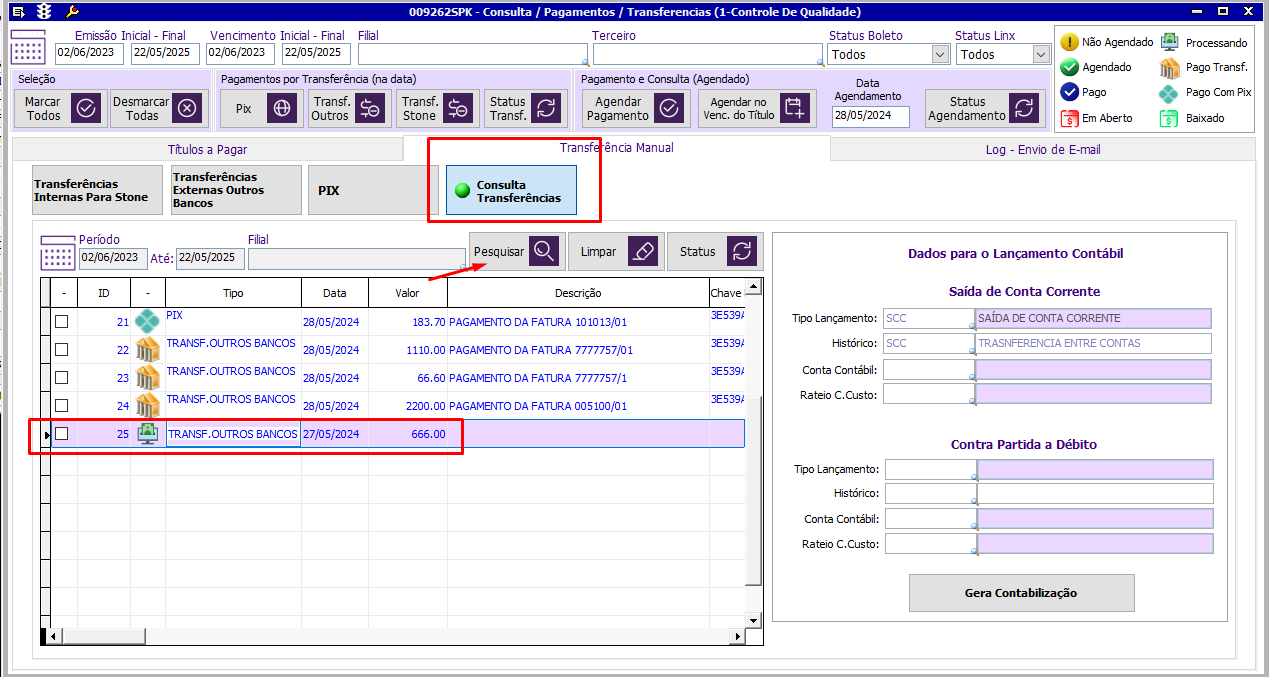 009262SPK - Consulta / Pagamentos / Transferencias (1-Controle De Qualidade)
Emissão Inicial - Final
Vencimento Inicial - Final
Filial
Terceiro
Status Boleto
Status Linx
02/06/2023
22/05/2025
02/06/2023
22/05/2025
Todos
Todos
Não Agendado
Processando
Agendado
Pago Transf.
Pago
Pago Com Pix
Em Aberto
Baixado
Seleção
Pagamentos por Transferência (na data)
Pagamento e Consulta (Agendado)
Marcar
Todos
Desmarcar
Todas
Pix
Transf.
Outros
Transf.
Stone
Status
Transf.
Agendar
Pagamento
Agendar no
Venc. do Título
Data
Agendamento
28/05/2024
Status
Agendamento
Títulos a Pagar
Transferência Manual
Log - Envio de E-mail
Transferências
Internas Para Stone
Transferências
Externas Outros
Bancos
PIX
Consulta
Transferências
Período
Filial
02/06/2023
Até:
22/05/2025
Pesquisar
Limpar
Status
- ID - Tipo Data Valor Descrição Chave
21 PIX 28/05/2024 183.70 PAGAMENTO DA FATURA 101013/01 3E539A
22 TRANSF.OUTROS BANCOS 28/05/2024 1110.00 PAGAMENTO DA FATURA 7777757/01 3E539A
23 TRANSF.OUTROS BANCOS 28/05/2024 66.60 PAGAMENTO DA FATURA 7777757/1 3E539A
24 TRANSF.OUTROS BANCOS 28/05/2024 2200.00 PAGAMENTO DA FATURA 005100/01 3E539A
25 TRANSF.OUTROS BANCOS 27/05/2024 666.00
Dados para o Lançamento Contábil
Saída de Conta Corrente
Tipo Lançamento: SCC SAÍDA DE CONTA CORRENTE
Histórico: SCC TRASNFERENCIA ENTRE CONTAS
Conta Contábil:
Rateio C.Custo:
Contra Partida a Débito
Tipo Lançamento:
Histórico:
Conta Contábil:
Rateio C.Custo:
Gera Contabilização